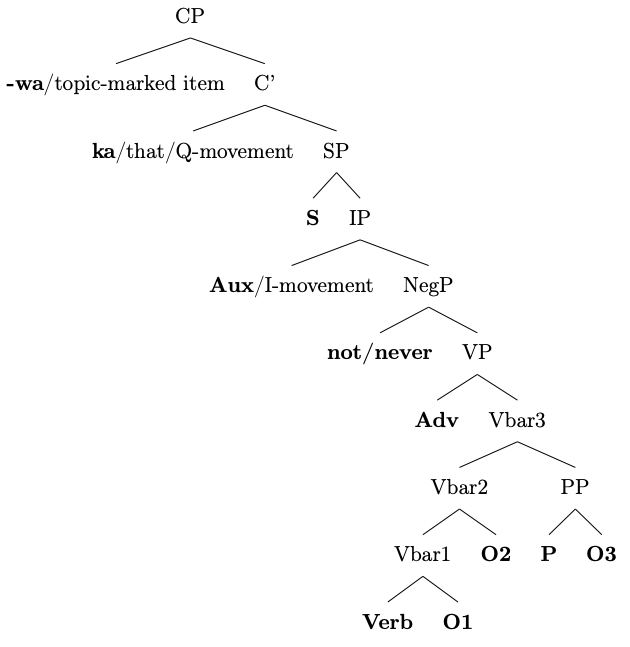 CP
-wa/topic-marked item C’
ka/that/Q-movement SP
S IP
Aux/I-movement NegP
not/never VP
Adv Vbar3
Vbar2 PP
Vbar1 O2 P O3
Verb O1